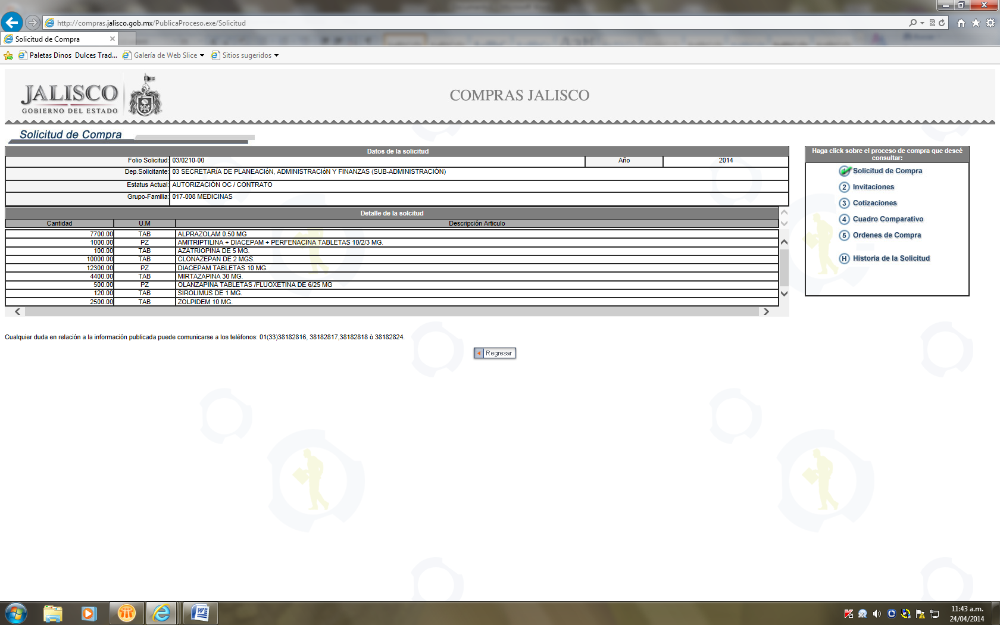 http://compras.jalisco.gob.mx/PublicaProceso.exe/Solicitud
Solicitud de Compra
Paletas Dinos Dulces Trad... Galería de Web Slice Sitios sugeridos
JALISCO
GOBIERNO DEL ESTADO
COMPRAS JALISCO
Solicitud de Compra
Datos de la solicitud
Folio Solicitud: 03/0210-00 Año 2014
Dep.Solicitante: 03 SECRETARíA DE PLANEACIóN, ADMINISTRACIóN Y FINANZAS (SUB-ADMINISTRACIÓN)
Estatus Actual: AUTORIZACIÓN OC / CONTRATO
Grupo-Familia: 017-008 MEDICINAS
Detalle de la solcitud
Cantidad U.M Descripción Articulo
7700.00 TAB ALPRAZOLAM 0.50 MG
1000.00 PZ AMITRIPTILINA + DIACEPAM + PERFENACINA TABLETAS 10/2/3 MG.
100.00 TAB AZATRIOPINA DE 5 MG.
10000.00 TAB CLONAZEPAN DE 2 MGS.
12300.00 PZ DIACEPAM TABLETAS 10 MG.
4400.00 TAB MIRTAZAPINA 30 MG.
500.00 PZ OLANZAPINA TABLETAS /FLUOXETINA DE 6/25 MG
120.00 TAB SIROLIMUS DE 1 MG.
2500.00 TAB ZOLPIDEM 10 MG.
Haga click sobre el proceso de compra que deseé
consultar:
Solicitud de Compra
2 Invitaciones
3 Cotizaciones
4 Cuadro Comparativo
5 Ordenes de Compra
H Historia de la Solicitud
Cualquier duda en relación a la información publicada puede comunicarse a los teléfonos: 01(33)38182816, 38182817,38182818 ò 38182824.
Regresar
11:43 a.m.
24/04/2014